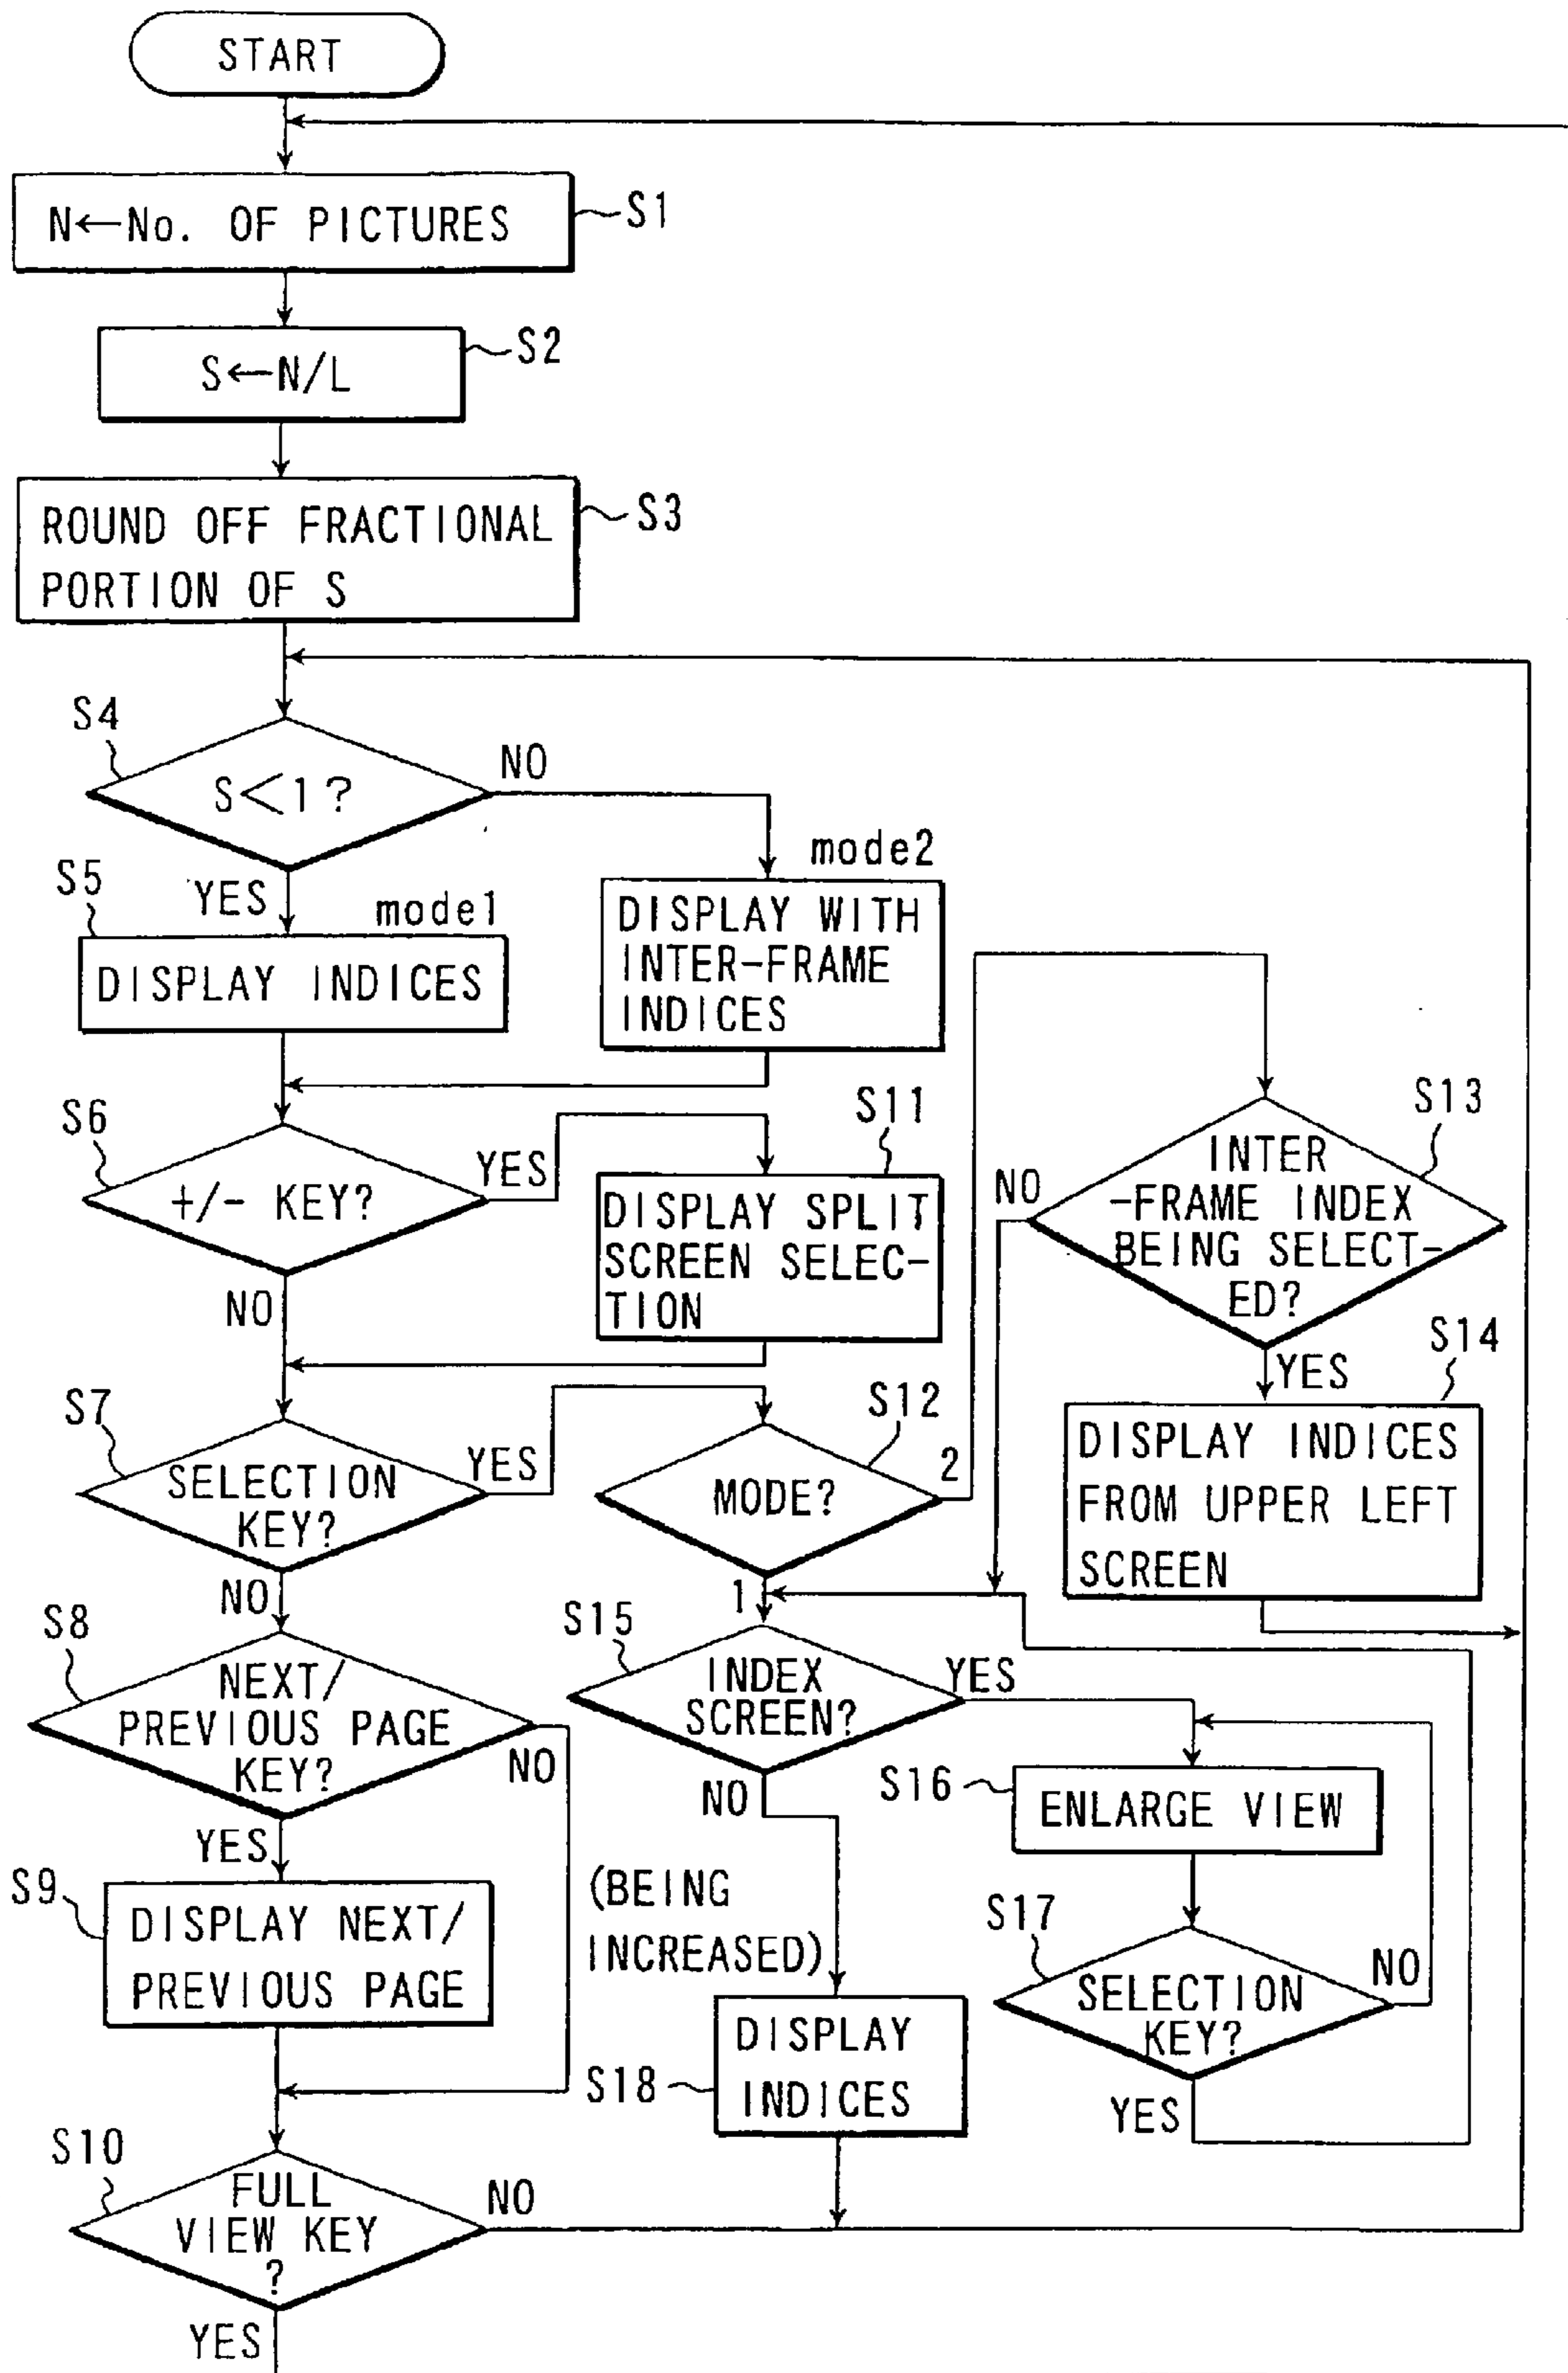 START
N←No. OF PICTURES
S1
S←N/L
S2
ROUND OFF FRACTIONAL
PORTION OF S
S3
S4
S<1?
NO
YES
mode2
DISPLAY WITH
INTER-FRAME
INDICES
S5
mode1
DISPLAY INDICES
S6
+/- KEY?
YES
NO
S11
DISPLAY SPLIT
SCREEN SELEC-
TION
S13
INTER
-FRAME INDEX
BEING SELECT-
ED?
NO
YES
S14
DISPLAY INDICES
FROM UPPER LEFT
SCREEN
S7
SELECTION
KEY?
YES
NO
S12
MODE?
2
1
S8
NEXT/
PREVIOUS PAGE
KEY?
NO
YES
S15
INDEX
SCREEN?
YES
NO
S16
ENLARGE VIEW
S9
DISPLAY NEXT/
PREVIOUS PAGE
(BEING
INCREASED)
S17
SELECTION
KEY?
NO
YES
S18
DISPLAY
INDICES
S10
FULL
VIEW KEY
?
NO
YES